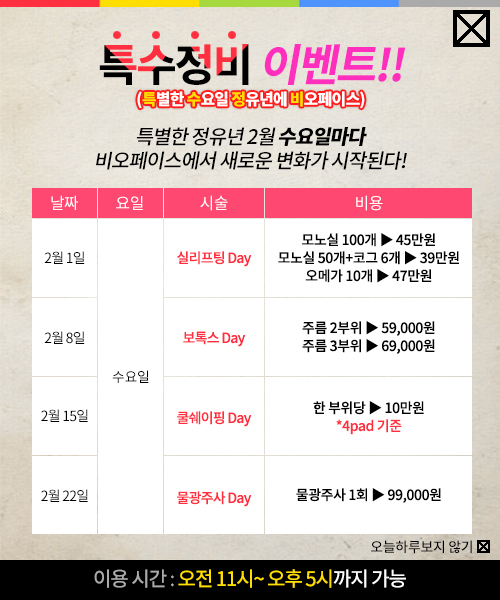 특수정비 이벤트!!
(특별한 수요일 정유년에 비오페이스)
특별한 정유년 2월 수요일마다
비오페이스에서 새로운 변화가 시작된다!
날짜 요일 시술 비용
2월 1일 실리프팅 Day
모노실 100개 ▶ 45만원
모노실 50개+코그 6개 ▶ 39만원
오메가 10개 ▶ 47만원
2월 8일 보톡스 Day
주름 2부위 ▶ 59,000원
주름 3부위 ▶ 69,000원
수요일
2월 15일 쿨쉐이핑 Day
한 부위당 ▶ 10만원
*4pad 기준
2월 22일 물광주사 Day 물광주사 1회 ▶ 99,000원
오늘하루보지 않기
이용 시간 : 오전 11시~ 오후 5시까지 가능